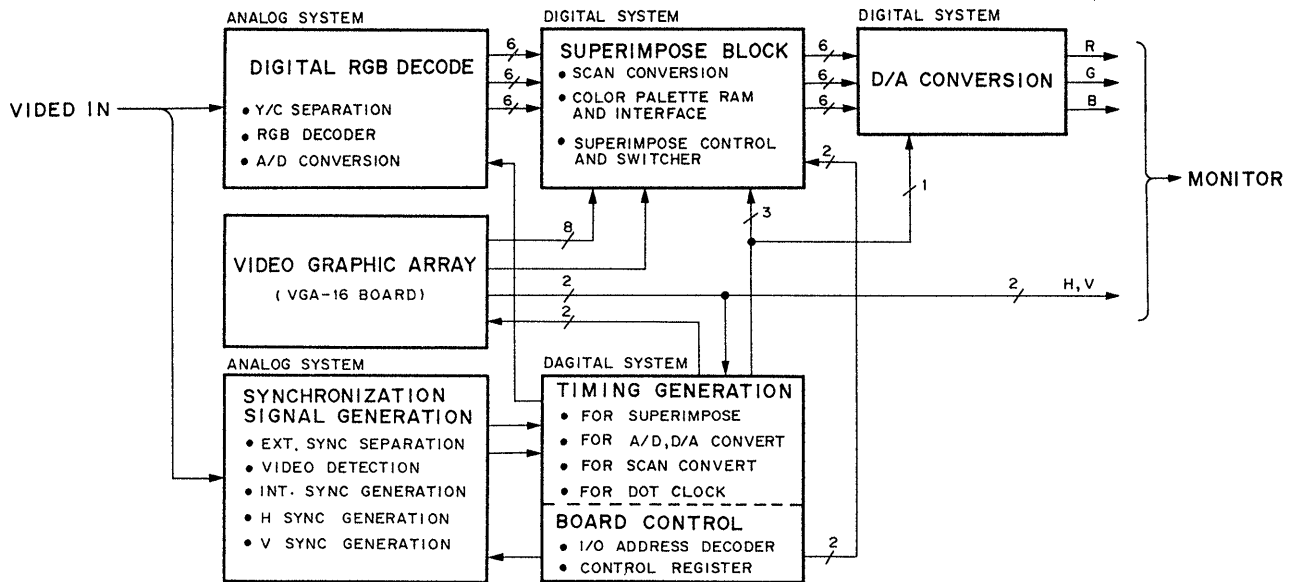 ANALOG SYSTEM
DIGITAL RGB DECODE
• Y/C SEPARATION
• RGB DECODER
• A/D CONVERSION
6
6
6
DIGITAL SYSTEM
SUPERIMPOSE BLOCK
• SCAN CONVERSION
• COLOR PALETTE RAM
AND INTERFACE
• SUPERIMPOSE CONTROL
AND SWITCHER
6
6
6
2
DIGITAL SYSTEM
D/A CONVERSION
R
G
B
VIDED IN
MONITOR
8
3
1
VIDEO GRAPHIC ARRAY
(VGA-16 BOARD)
2
2
2
H, V
ANALOG SYSTEM
SYNCHRONIZATION
SIGNAL GENERATION
• EXT. SYNC SEPARATION
• VIDEO DETECTION
• INT. SYNC GENERATION
• H SYNC GENERATION
• V SYNC GENERATION
DAGITAL SYSTEM
TIMING GENERATION
• FOR SUPERIMPOSE
• FOR A/D, D/A CONVERT
• FOR SCAN CONVERT
• FOR DOT CLOCK
BOARD CONTROL
• I/O ADDRESS DECODER
• CONTROL REGISTER
2